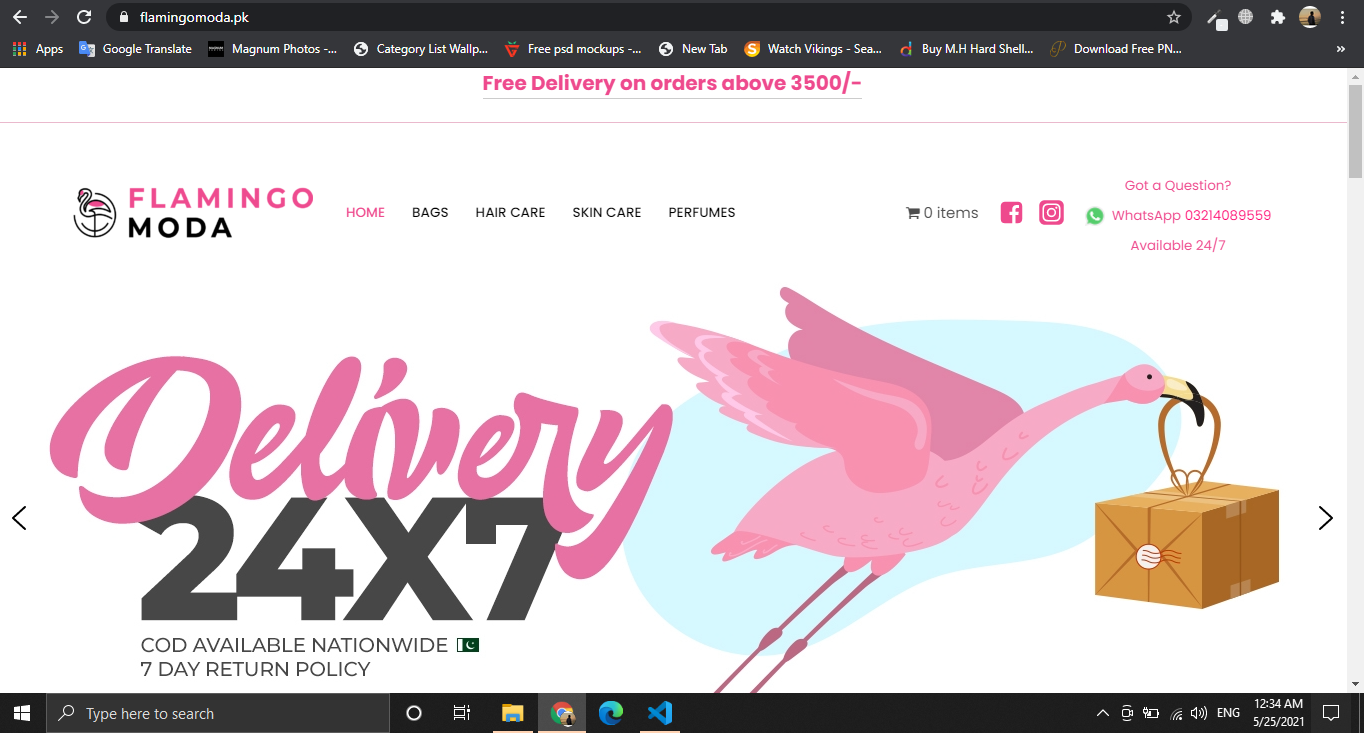 flamingomoda.pk
Apps
Google Translate
Magnum Photos -...
Category List Wallp...
Free psd mockups -...
New Tab
Watch Vikings - Sea...
Buy M.H Hard Shell...
Download Free PN...
»
Free Delivery on orders above 3500/-
FLAMINGO
MODA
HOME
BAGS
HAIR CARE
SKIN CARE
PERFUMES
0 items
Got a Question?
WhatsApp 03214089559
Available 24/7
Delivery
24X7
COD AVAILABLE NATIONWIDE
7 DAY RETURN POLICY
Type here to search
ENG
12:34 AM
5/25/2021